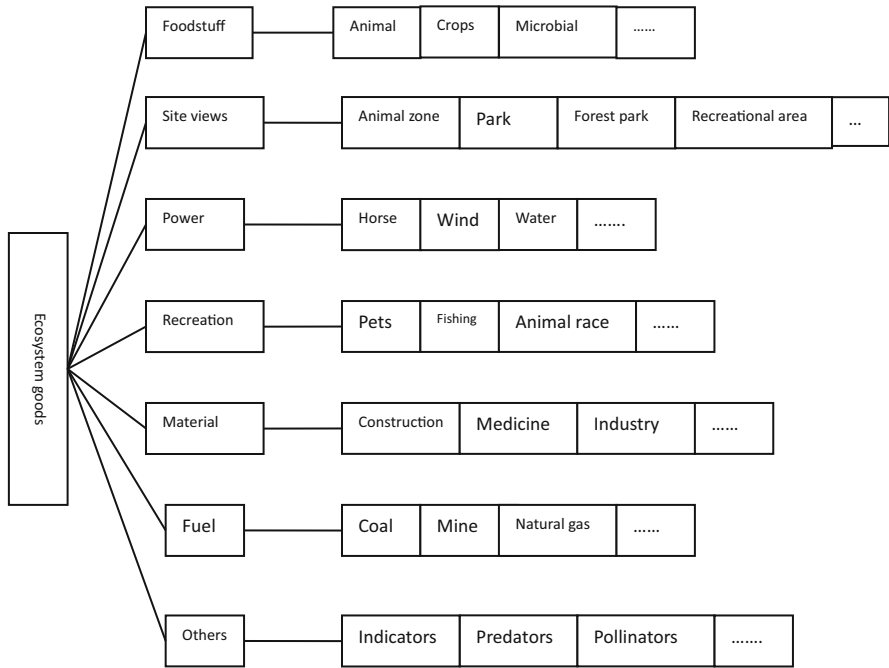 Foodstuff
Animal
Crops
Microbial
……
Site views
Animal zone
Park
Forest park
Recreational area
...
Power
Horse
Wind
Water
…….
Ecosystem goods
Recreation
Pets
Fishing
Animal race
……
Material
Construction
Medicine
Industry
……
Fuel
Coal
Mine
Natural gas
……
Others
Indicators
Predators
Pollinators
…….